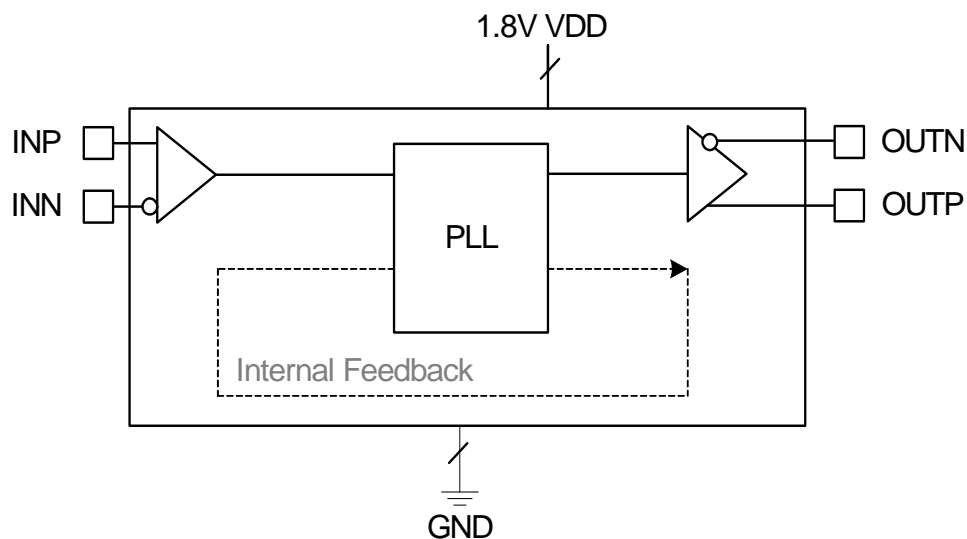 1.8V VDD
INP
INN
OUTN
OUTP
PLL
Internal Feedback
GND